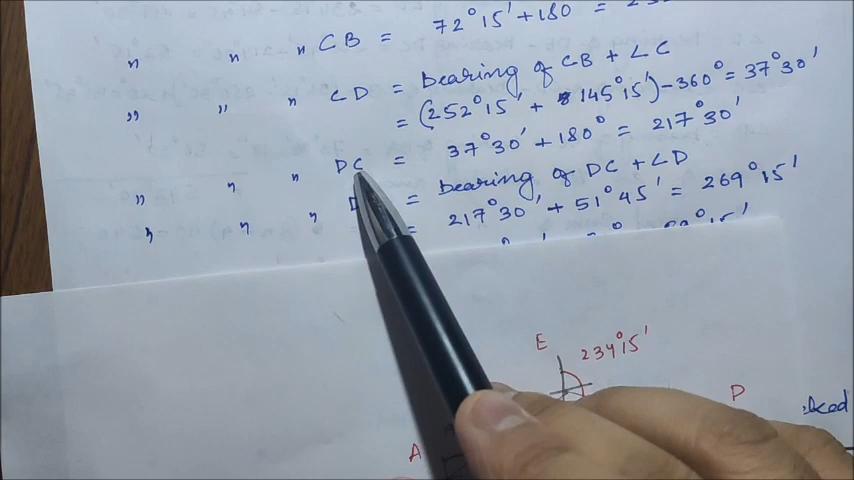 " " " CB = 72°15' + 180 =
" " " CD = bearing of CB + ∠C
= (252°15' + 145°15') - 360° = 37°30'
" " " DC = 37°30' + 180° = 217°30'
" " " D = bearing of DC + ∠D
= 217°30' + 51°45' = 269°15'
E 234°15'
P
A